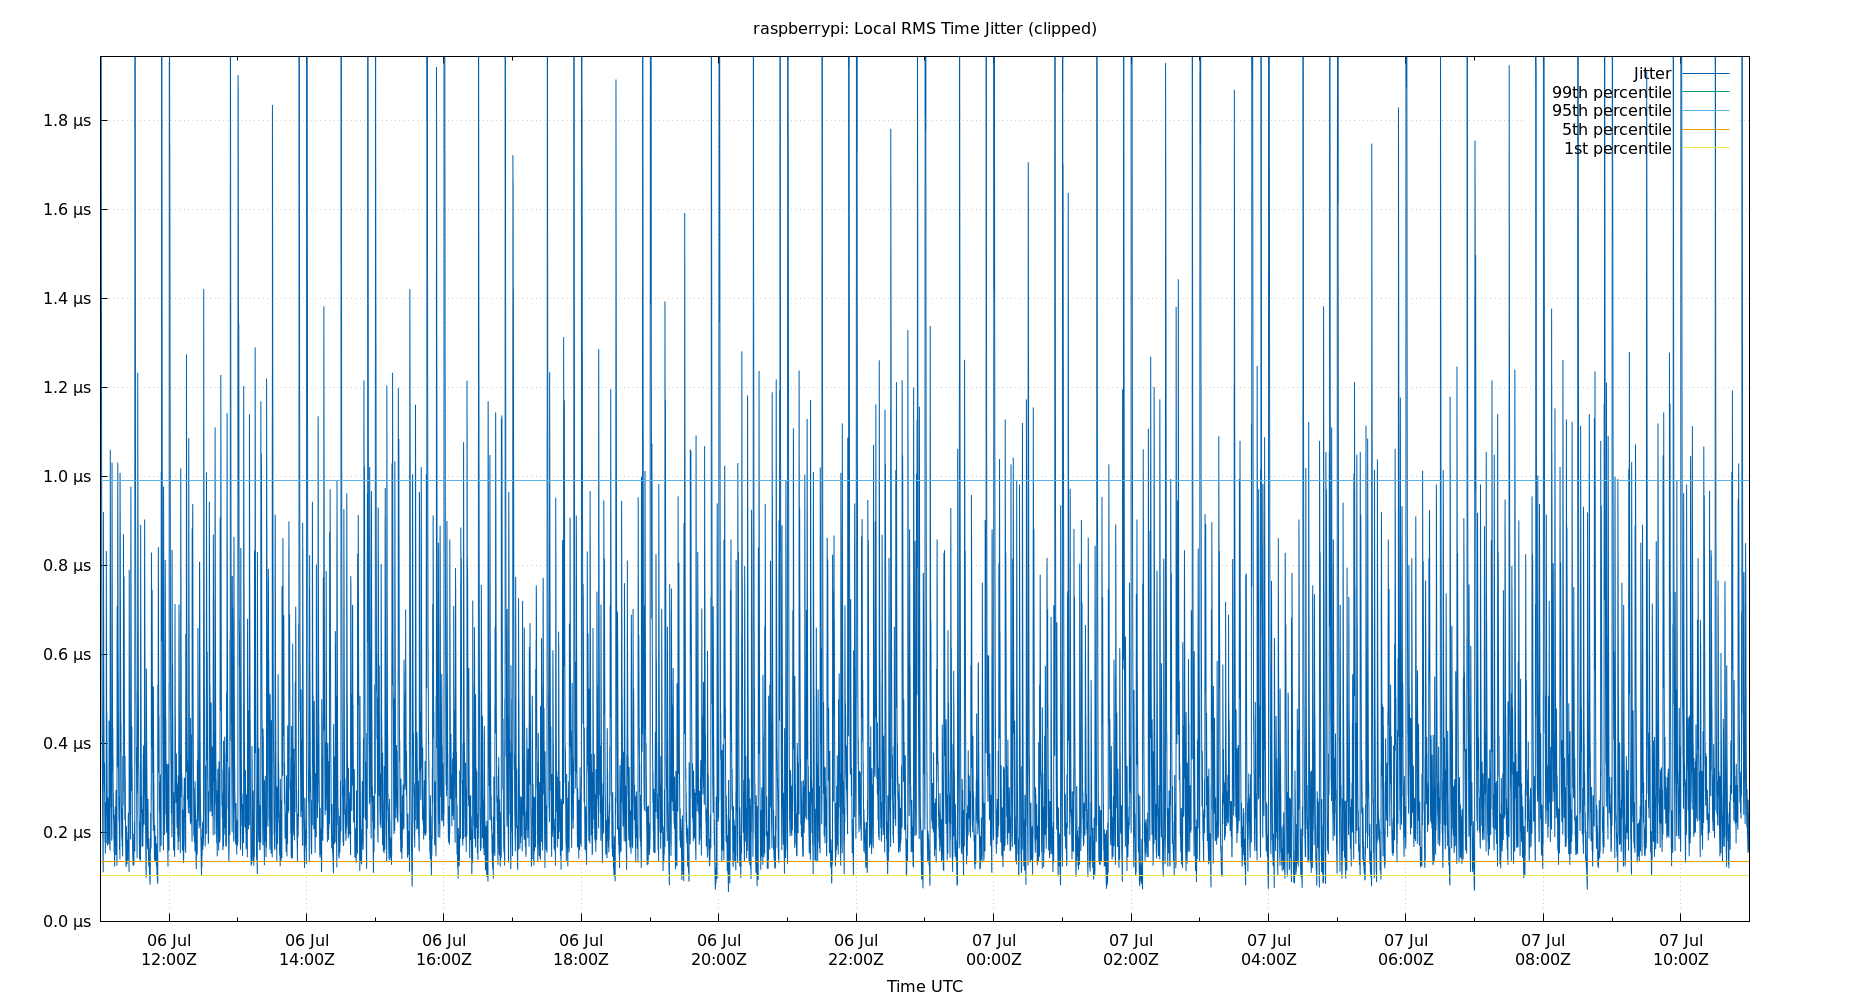 raspberrypi: Local RMS Time Jitter (clipped)
Jitter
99th percentile
95th percentile
5th percentile
1st percentile
1.8 µs
1.6 µs
1.4 µs
1.2 µs
1.0 µs
0.8 µs
0.6 µs
0.4 µs
0.2 µs
0.0 µs
06 Jul 06 Jul 06 Jul 06 Jul 06 Jul 06 Jul 07 Jul 07 Jul 07 Jul 07 Jul 07 Jul 07 Jul
12:00Z 14:00Z 16:00Z 18:00Z 20:00Z 22:00Z 00:00Z 02:00Z 04:00Z 06:00Z 08:00Z 10:00Z
Time UTC